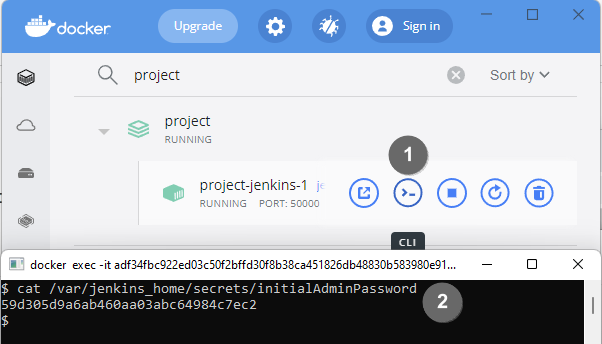 docker
Upgrade
Sign in
project
Sort by
project
RUNNING
1
project-jenkins-1
RUNNING PORT: 50000
CLI
docker exec -it adf34fbc922ed03c50f2bffd30f8b38ca451826db48830b583980e91...
$ cat /var/jenkins_home/secrets/initialAdminPassword
2
59d305d9a6ab460aa03abc64984c7ec2
$